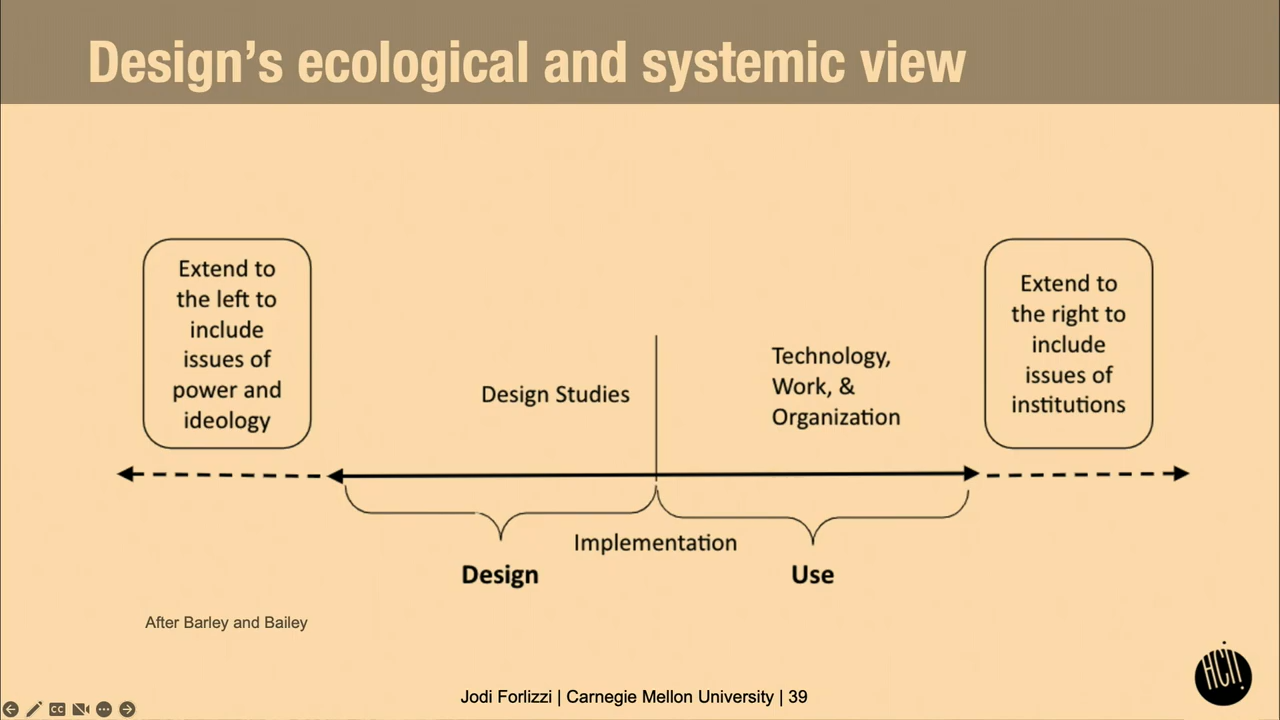 Design’s ecological and systemic view
Extend to
the left to
include
issues of
power and
ideology
Design Studies
Technology,
Work, &
Organization
Extend to
the right to
include
issues of
institutions
Implementation
Design
Use
After Barley and Bailey
Jodi Forlizzi | Carnegie Mellon University | 39
HCII
CC